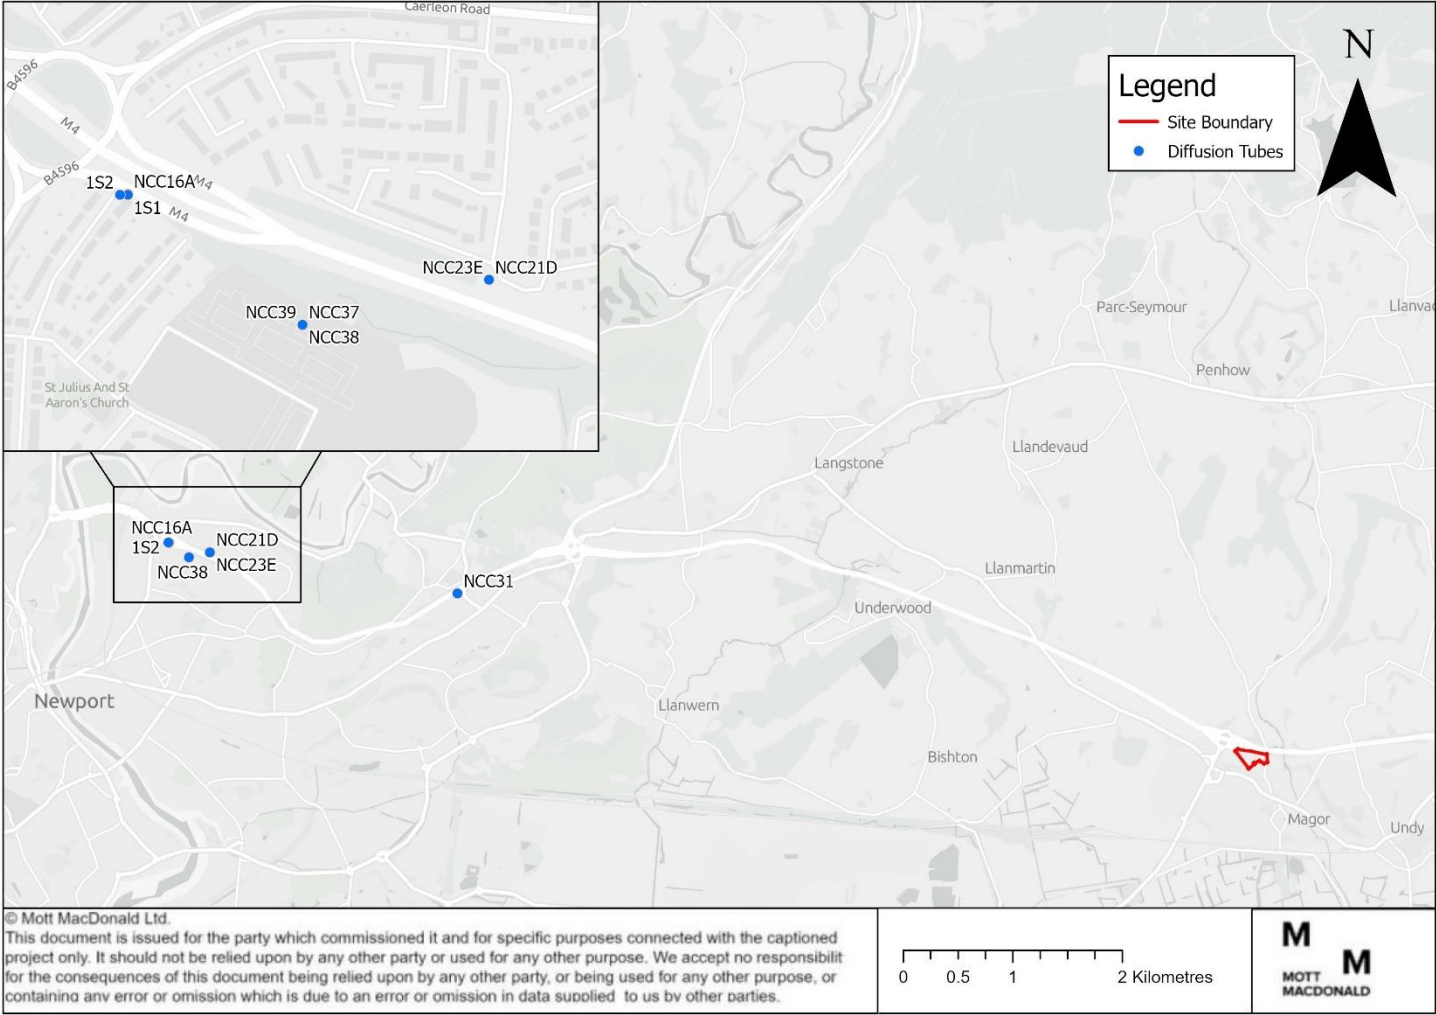 Caerleon Road
B4596
M4
B4596
1S2
NCC16A
M4
1S1
M4
NCC23E
NCC21D
NCC39
NCC37
NCC38
St Julius And St
Aaron's Church
N
Legend
Site Boundary
Diffusion Tubes
Parc-Seymour
Penhow
Llandevaud
Langstone
NCC16A
1S2
NCC21D
NCC38
NCC23E
NCC31
Llanmartin
Underwood
Newport
Llanwern
Bishton
Magor
Undy
© Mott MacDonald Ltd.
This document is issued for the party which commissioned it and for specific purposes connected with the captioned
project only. It should not be relied upon by any other party or used for any other purpose. We accept no responsibilit
for the consequences of this document being relied upon by any other party, or being used for any other purpose, or
containing any error or omission which is due to an error or omission in data supplied to us by other parties.
0 0.5 1 2 Kilometres
M
M
MOTT
MACDONALD